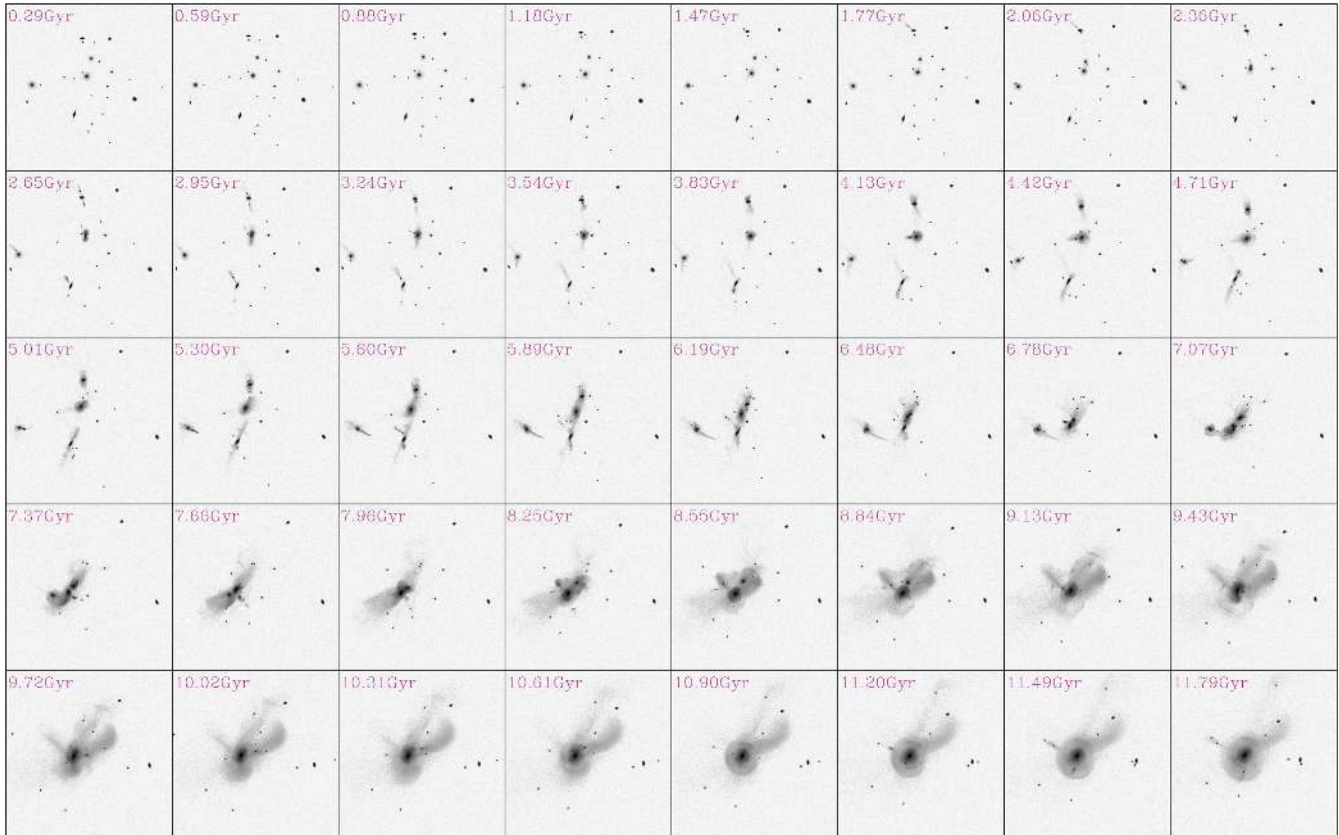 0.29Gyr 0.59Gyr 0.88Gyr 1.18Gyr 1.47Gyr 1.77Gyr 2.06Gyr 2.36Gyr
2.65Gyr 2.95Gyr 3.24Gyr 3.54Gyr 3.83Gyr 4.13Gyr 4.42Gyr 4.71Gyr
5.01Gyr 5.30Gyr 5.60Gyr 5.89Gyr 6.19Gyr 6.48Gyr 6.78Gyr 7.07Gyr
7.37Gyr 7.66Gyr 7.96Gyr 8.25Gyr 8.55Gyr 8.84Gyr 9.13Gyr 9.43Gyr
9.72Gyr 10.02Gyr 10.31Gyr 10.61Gyr 10.90Gyr 11.20Gyr 11.49Gyr 11.79Gyr